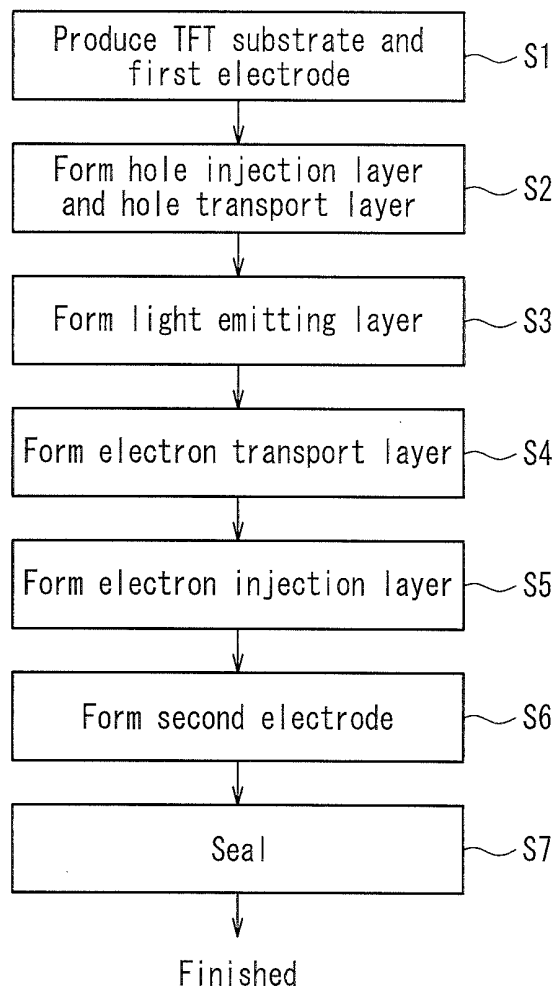 Produce TFT substrate and
first electrode
S1
Form hole injection layer
and hole transport layer
S2
Form light emitting layer
S3
Form electron transport layer
S4
Form electron injection layer
S5
Form second electrode
S6
Seal
S7
Finished